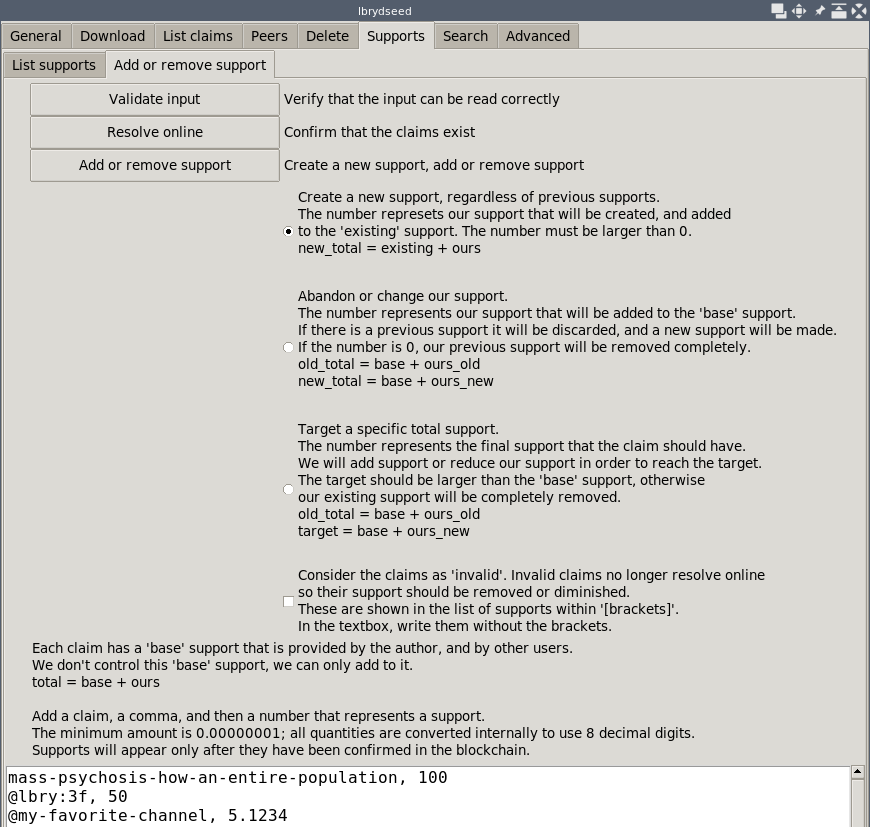 lbrydseed
General Download List claims Peers Delete Supports Search Advanced
List supports Add or remove support
Validate input Verify that the input can be read correctly
Resolve online Confirm that the claims exist
Add or remove support Create a new support, add or remove support
Create a new support, regardless of previous supports.
The number represets our support that will be created, and added
to the 'existing' support. The number must be larger than 0.
new_total = existing + ours
Abandon or change our support.
The number represents our support that will be added to the 'base' support.
If there is a previous support it will be discarded, and a new support will be made.
If the number is 0, our previous support will be removed completely.
old_total = base + ours_old
new_total = base + ours_new
Target a specific total support.
The number represents the final support that the claim should have.
We will add support or reduce our support in order to reach the target.
The target should be larger than the 'base' support, otherwise
our existing support will be completely removed.
old_total = base + ours_old
target = base + ours_new
Consider the claims as 'invalid'. Invalid claims no longer resolve online
so their support should be removed or diminished.
These are shown in the list of supports within '[brackets]'.
In the textbox, write them without the brackets.
Each claim has a 'base' support that is provided by the author, and by other users.
We don't control this 'base' support, we can only add to it.
total = base + ours
Add a claim, a comma, and then a number that represents a support.
The minimum amount is 0.00000001; all quantities are converted internally to use 8 decimal digits.
Supports will appear only after they have been confirmed in the blockchain.
mass-psychosis-how-an-entire-population, 100
@lbry:3f, 50
@my-favorite-channel, 5.1234